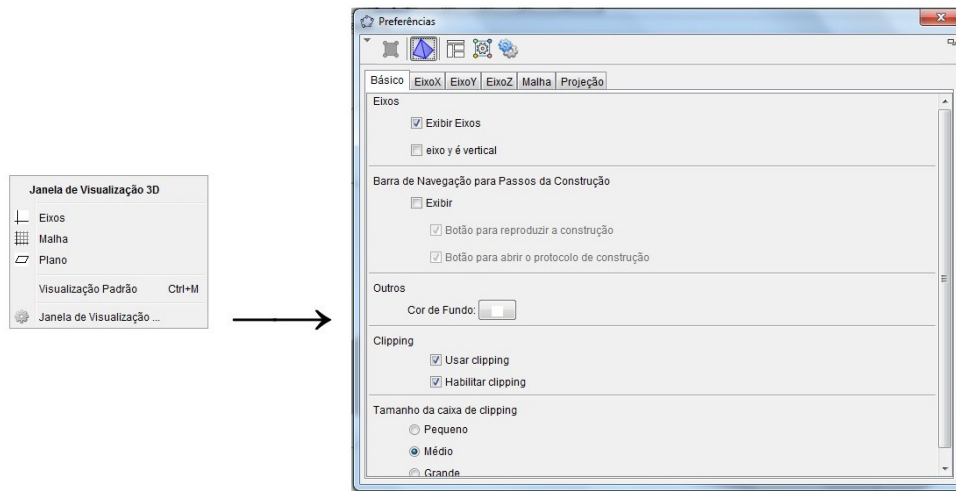 Janela de Visualização 3D
Eixos
Malha
Plano
Visualização Padrão Ctrl+M
Janela de Visualização ...
Preferências
Básico EixoX EixoY EixoZ Malha Projeção
Eixos
Exibir Eixos
eixo y é vertical
Barra de Navegação para Passos da Construção
Exibir
Botão para reproduzir a construção
Botão para abrir o protocolo de construção
Outros
Cor de Fundo:
Clipping
Usar clipping
Habilitar clipping
Tamanho da caixa de clipping
Pequeno
Médio
Grande